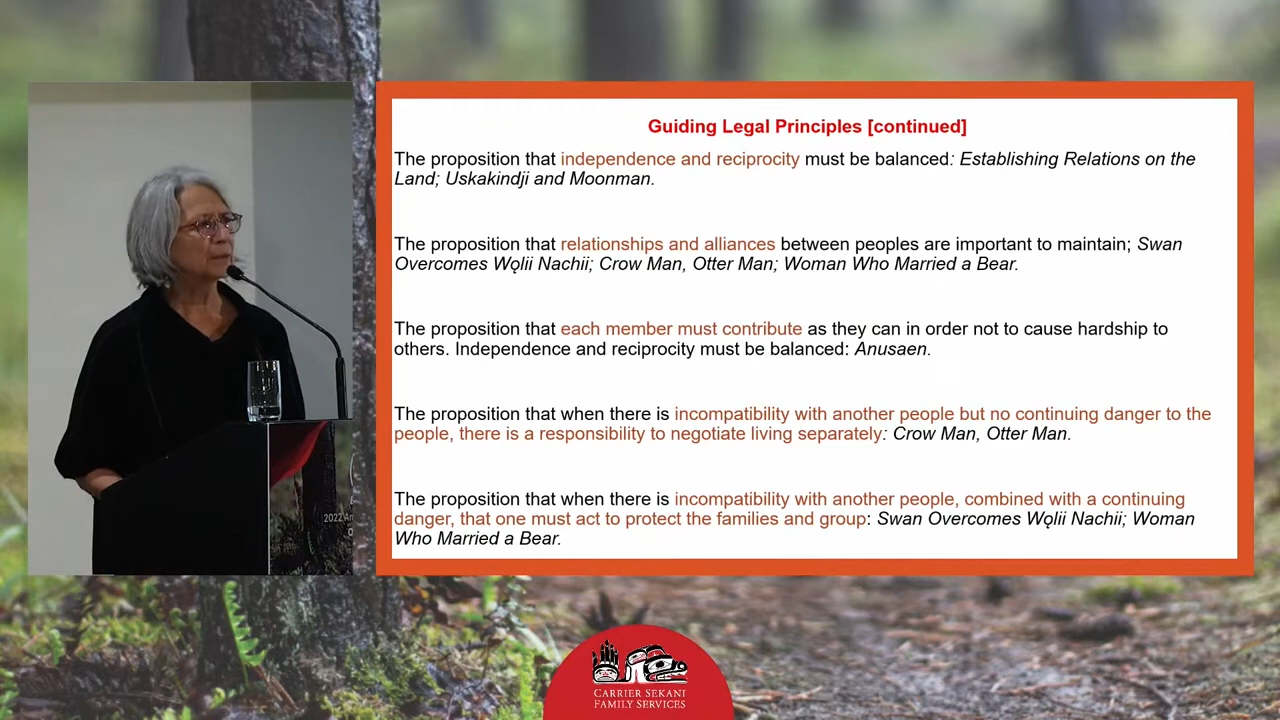 Guiding Legal Principles [continued]
The proposition that independence and reciprocity must be balanced: Establishing Relations on the
Land; Uskakindji and Moonman.
The proposition that relationships and alliances between peoples are important to maintain; Swan
Overcomes Wǫlii Nachii; Crow Man, Otter Man; Woman Who Married a Bear.
The proposition that each member must contribute as they can in order not to cause hardship to
others. Independence and reciprocity must be balanced: Anusaen.
The proposition that when there is incompatibility with another people but no continuing danger to the
people, there is a responsibility to negotiate living separately: Crow Man, Otter Man.
The proposition that when there is incompatibility with another people, combined with a continuing
danger, that one must act to protect the families and group: Swan Overcomes Wǫlii Nachii; Woman
Who Married a Bear.
2022
CARRIER SEKANI
FAMILY SERVICES